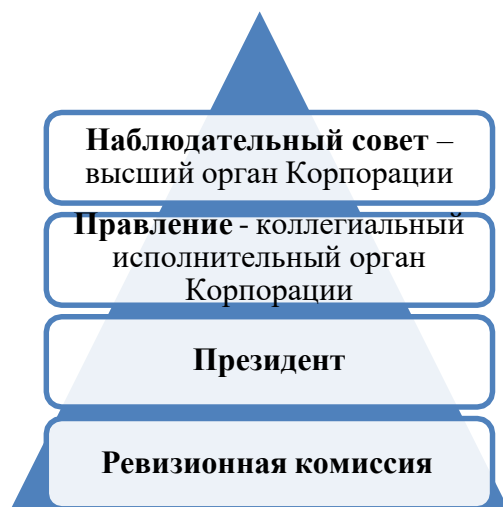 Наблюдательный совет –
высший орган Корпорации
Правление - коллегиальный
исполнительный орган
Корпорации
Президент
Ревизионная комиссия